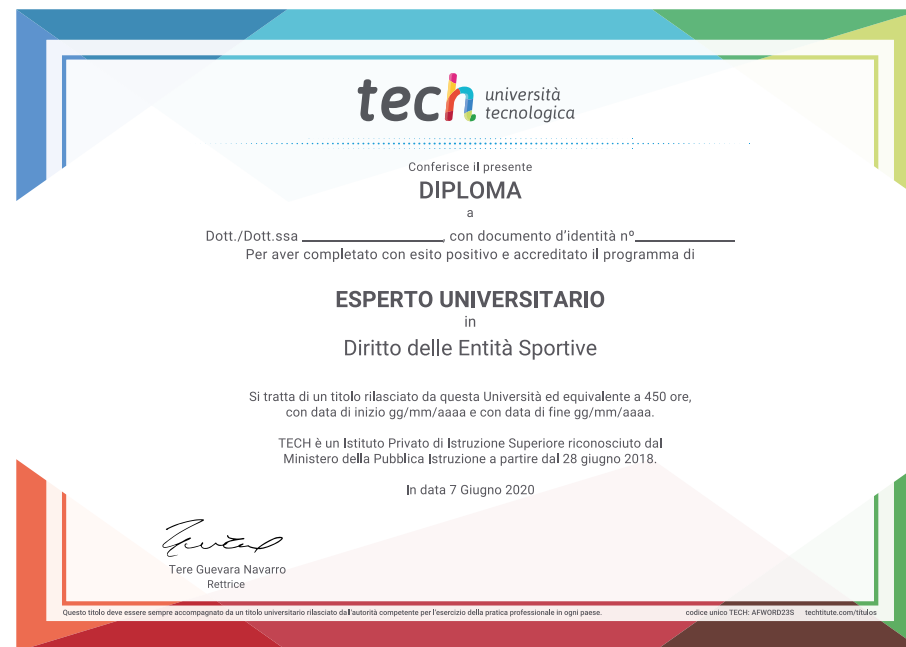 tech università
tecnologica
Conferisce il presente
DIPLOMA
a
Dott./Dott.ssa ____________________, con documento d'identità nº______________
Per aver completato con esito positivo e accreditato il programma di
ESPERTO UNIVERSITARIO
in
Diritto delle Entità Sportive
Si tratta di un titolo rilasciato da questa Università ed equivalente a 450 ore,
con data di inizio gg/mm/aaaa e con data di fine gg/mm/aaaa.
TECH è un Istituto Privato di Istruzione Superiore riconosciuto dal
Ministero della Pubblica Istruzione a partire dal 28 giugno 2018.
In data 7 Giugno 2020
Tere Guevara Navarro
Rettrice
Questo titolo deve essere sempre accompagnato da un titolo universitario rilasciato dall'autorità competente per l'esercizio della pratica professionale in ogni paese. codice unico TECH: AFWORD23S techtitute.com/titulos